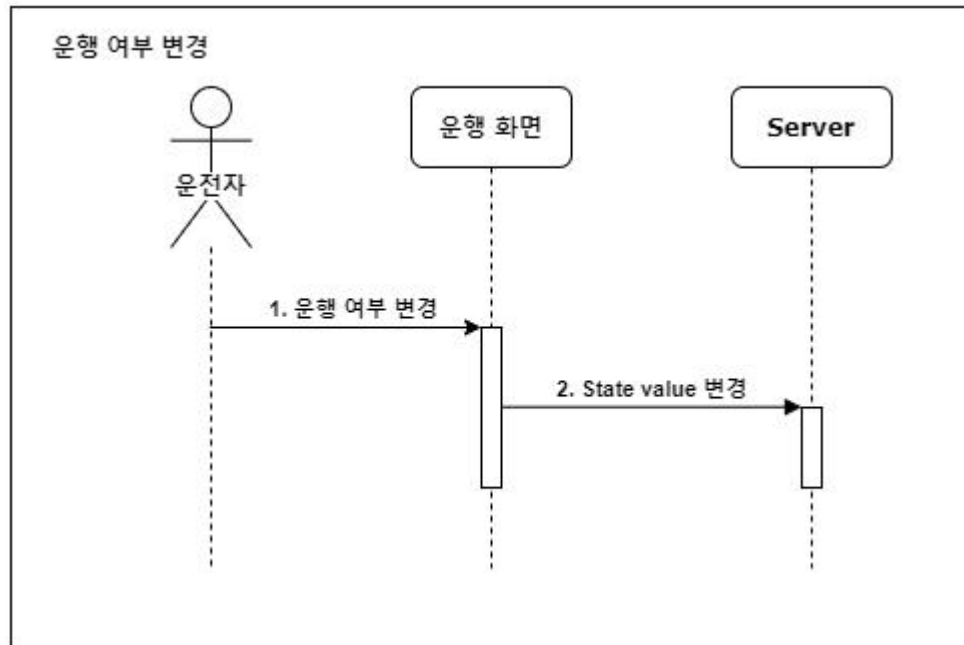 운행 여부 변경
운전자
운행 화면
Server
1. 운행 여부 변경
2. State value 변경